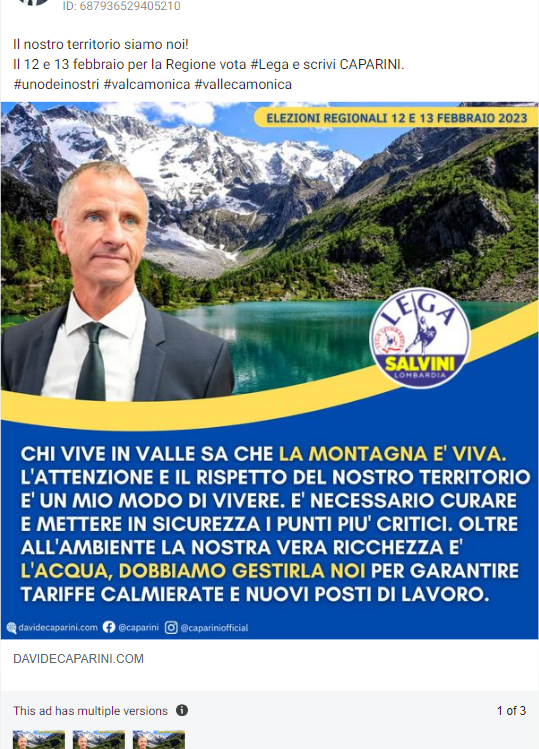 ID: 687936529405210
Il nostro territorio siamo noi!
Il 12 e 13 febbraio per la Regione vota #Lega e scrivi CAPARINI.
#unodeinostri #valcamonica #vallecamonica
ELEZIONI REGIONALI 12 E 13 FEBBRAIO 2023
LEGA
SALVINI
LOMBARDIA
CHI VIVE IN VALLE SA CHE LA MONTAGNA E' VIVA.
L'ATTENZIONE E IL RISPETTO DEL NOSTRO TERRITORIO
E' UN MIO MODO DI VIVERE. E' NECESSARIO CURARE
E METTERE IN SICUREZZA I PUNTI PIU' CRITICI. OLTRE
ALL'AMBIENTE LA NOSTRA VERA RICCHEZZA E'
L'ACQUA, DOBBIAMO GESTIRLA NOI PER GARANTIRE
TARIFFE CALMIERATE E NUOVI POSTI DI LAVORO.
davidecaparini.com @caparini @capariniofficial
DAVIDECAPARINI.COM
This ad has multiple versions
1 of 3